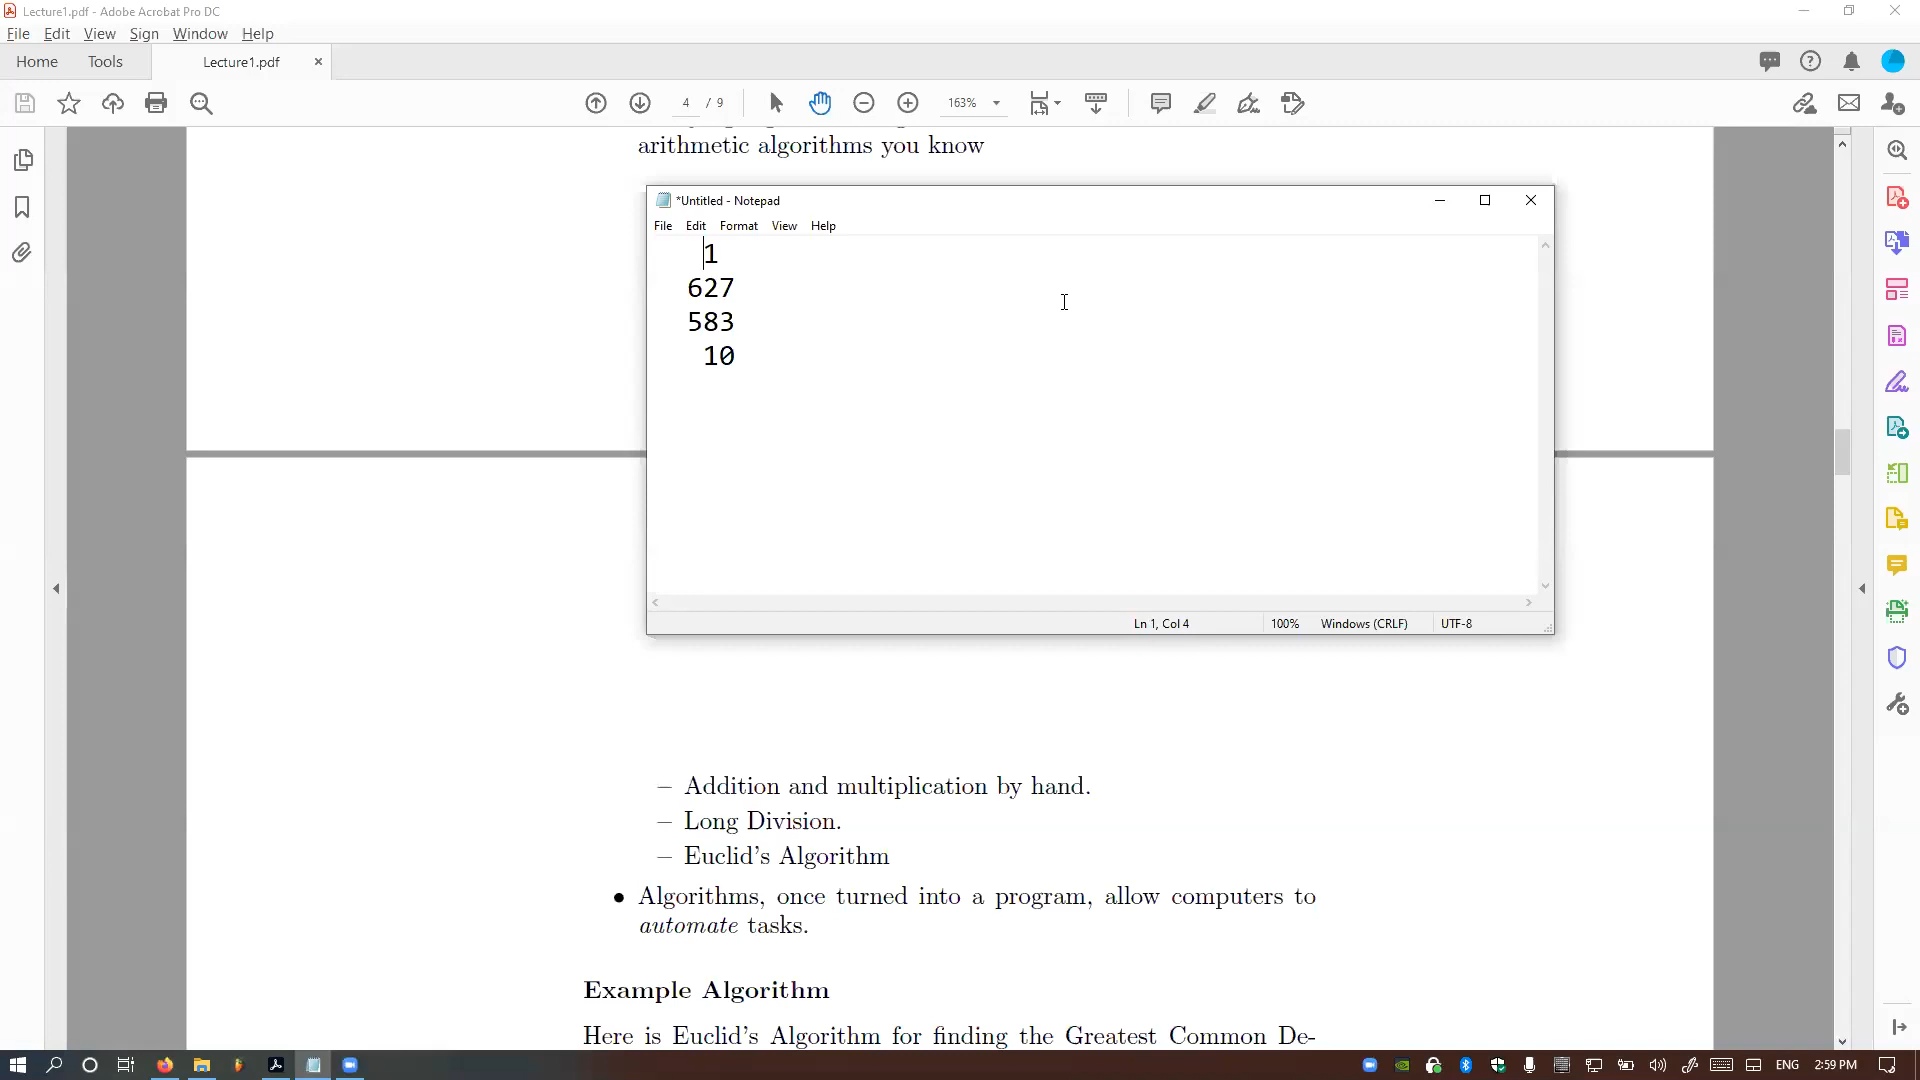 Lecture1.pdf - Adobe Acrobat Pro DC
File Edit View Sign Window Help
Home Tools Lecture1.pdf ×
4 / 9 163%
arithmetic algorithms you know
*Untitled - Notepad
File Edit Format View Help
1
627
583
10
Ln 1, Col 4 100% Windows (CRLF) UTF-8
– Addition and multiplication by hand.
– Long Division.
– Euclid's Algorithm
• Algorithms, once turned into a program, allow computers to
automate tasks.
Example Algorithm
Here is Euclid's Algorithm for finding the Greatest Common De-
ENG 2:59 PM